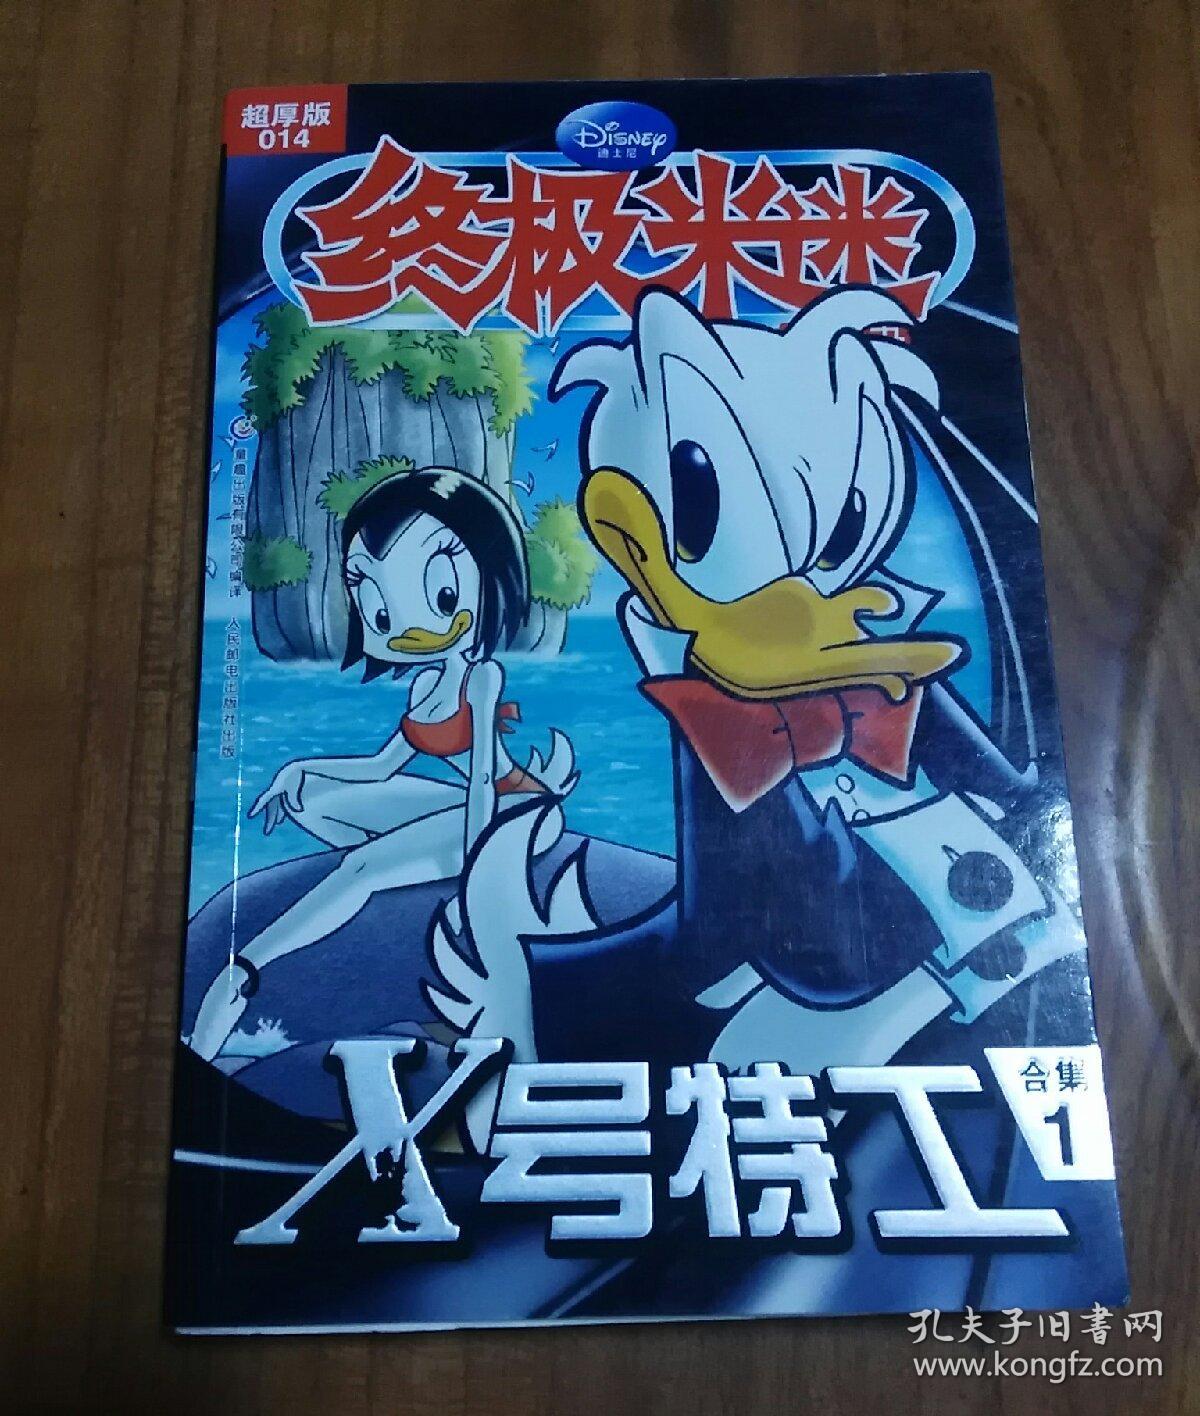 超厚版
014
Disney
迪士尼
终极米迷
童趣出版有限公司编译 人民邮电出版社出版
X号特工
合集
1
孔夫子旧書网
www.kongfz.com